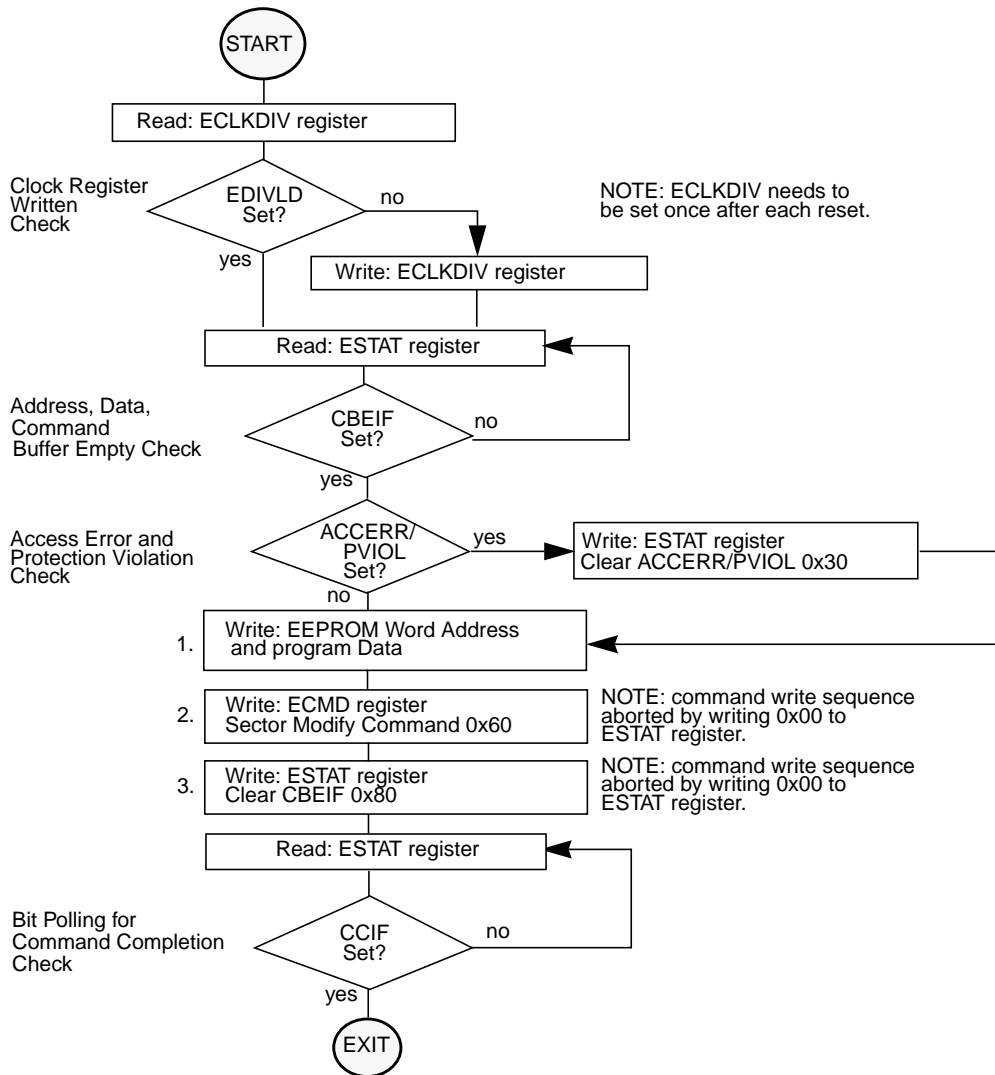 START
Read: ECLKDIV register
Clock Register
Written
Check
EDIVLD
Set?
no
yes
NOTE: ECLKDIV needs to
be set once after each reset.
Write: ECLKDIV register
Read: ESTAT register
Address, Data,
Command
Buffer Empty Check
CBEIF
Set?
no
yes
Access Error and
Protection Violation
Check
ACCERR/
PVIOL
Set?
yes
no
Write: ESTAT register
Clear ACCERR/PVIOL 0x30
1.
Write: EEPROM Word Address
and program Data
2.
Write: ECMD register
Sector Modify Command 0x60
NOTE: command write sequence
aborted by writing 0x00 to
ESTAT register.
3.
Write: ESTAT register
Clear CBEIF 0x80
NOTE: command write sequence
aborted by writing 0x00 to
ESTAT register.
Read: ESTAT register
Bit Polling for
Command Completion
Check
CCIF
Set?
no
yes
EXIT